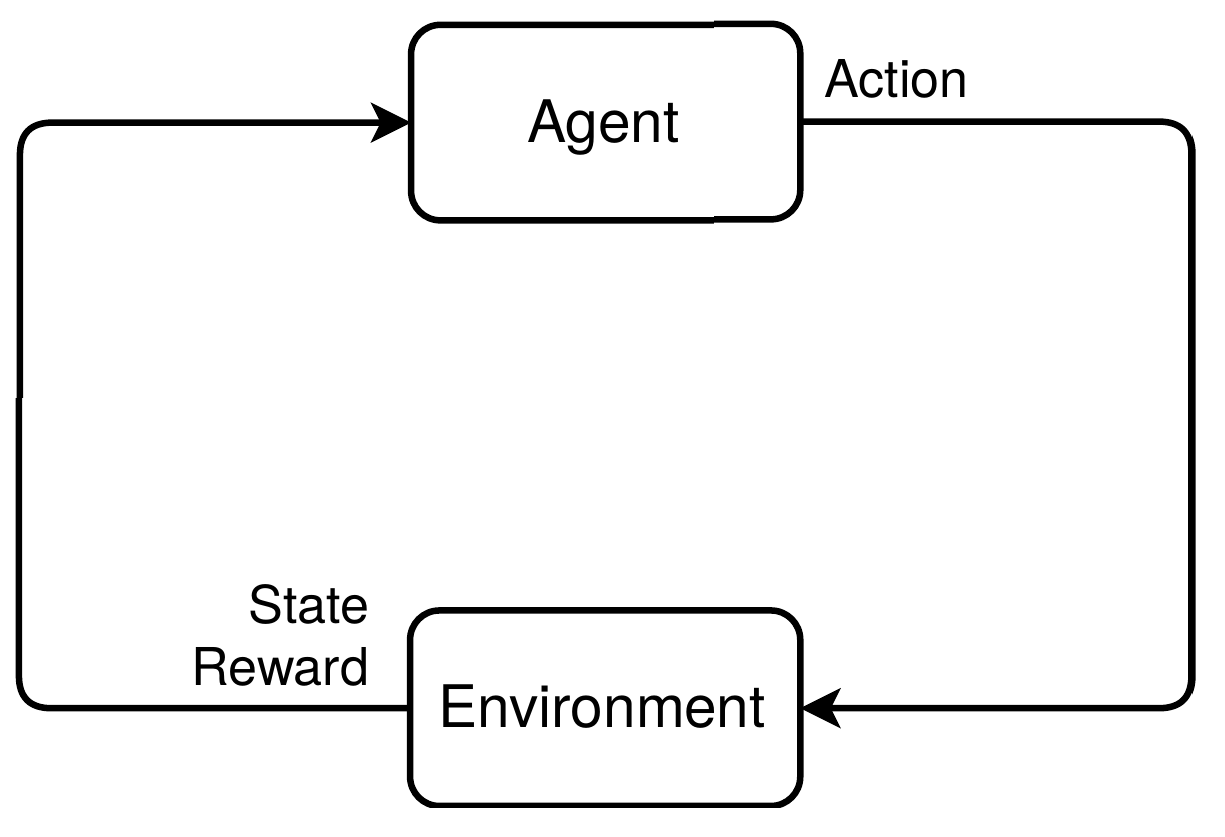 Agent
Action
State
Reward
Environment